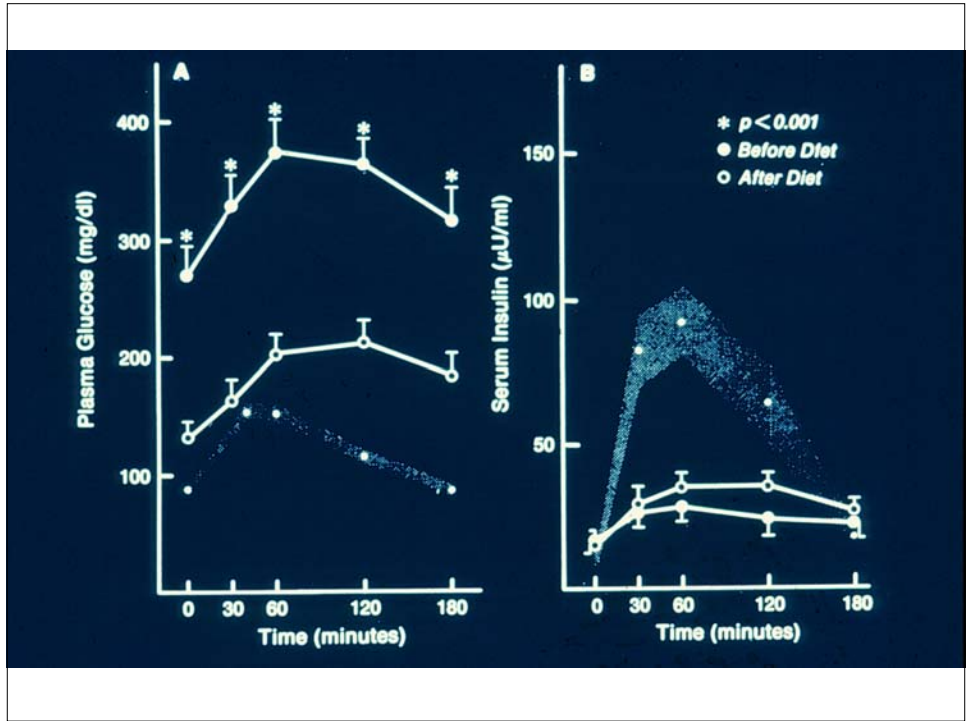 A
400
300
200
100
Plasma Glucose (mg/dl)
0 30 60 120 180
Time (minutes)
B
* p<0.001
Before Diet
After Diet
150
100
50
Serum Insulin (μU/ml)
0 30 60 120 180
Time (minutes)